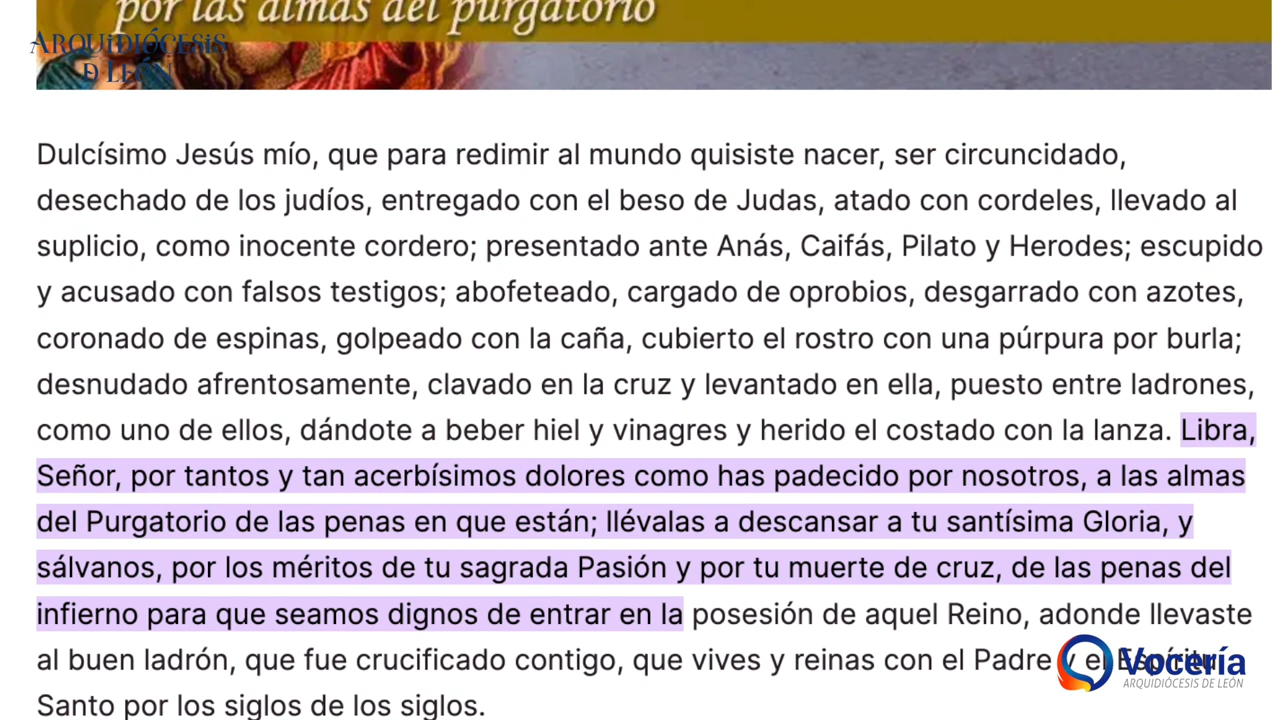 por las almas del purgatorio
ARQUIDIÓCESIS
D LEÓN
Dulcísimo Jesús mío, que para redimir al mundo quisiste nacer, ser circuncidado,
desechado de los judíos, entregado con el beso de Judas, atado con cordeles, llevado al
suplicio, como inocente cordero; presentado ante Anás, Caifás, Pilato y Herodes; escupido
y acusado con falsos testigos; abofeteado, cargado de oprobios, desgarrado con azotes,
coronado de espinas, golpeado con la caña, cubierto el rostro con una púrpura por burla;
desnudado afrentosamente, clavado en la cruz y levantado en ella, puesto entre ladrones,
como uno de ellos, dándote a beber hiel y vinagres y herido el costado con la lanza. Libra,
Señor, por tantos y tan acerbísimos dolores como has padecido por nosotros, a las almas
del Purgatorio de las penas en que están; llévalas a descansar a tu santísima Gloria, y
sálvanos, por los méritos de tu sagrada Pasión y por tu muerte de cruz, de las penas del
infierno para que seamos dignos de entrar en la posesión de aquel Reino, adonde llevaste
al buen ladrón, que fue crucificado contigo, que vives y reinas con el Padre y el Espíritu
Santo por los siglos de los siglos.
Vocería
ARQUIDIÓCESIS DE LEÓN